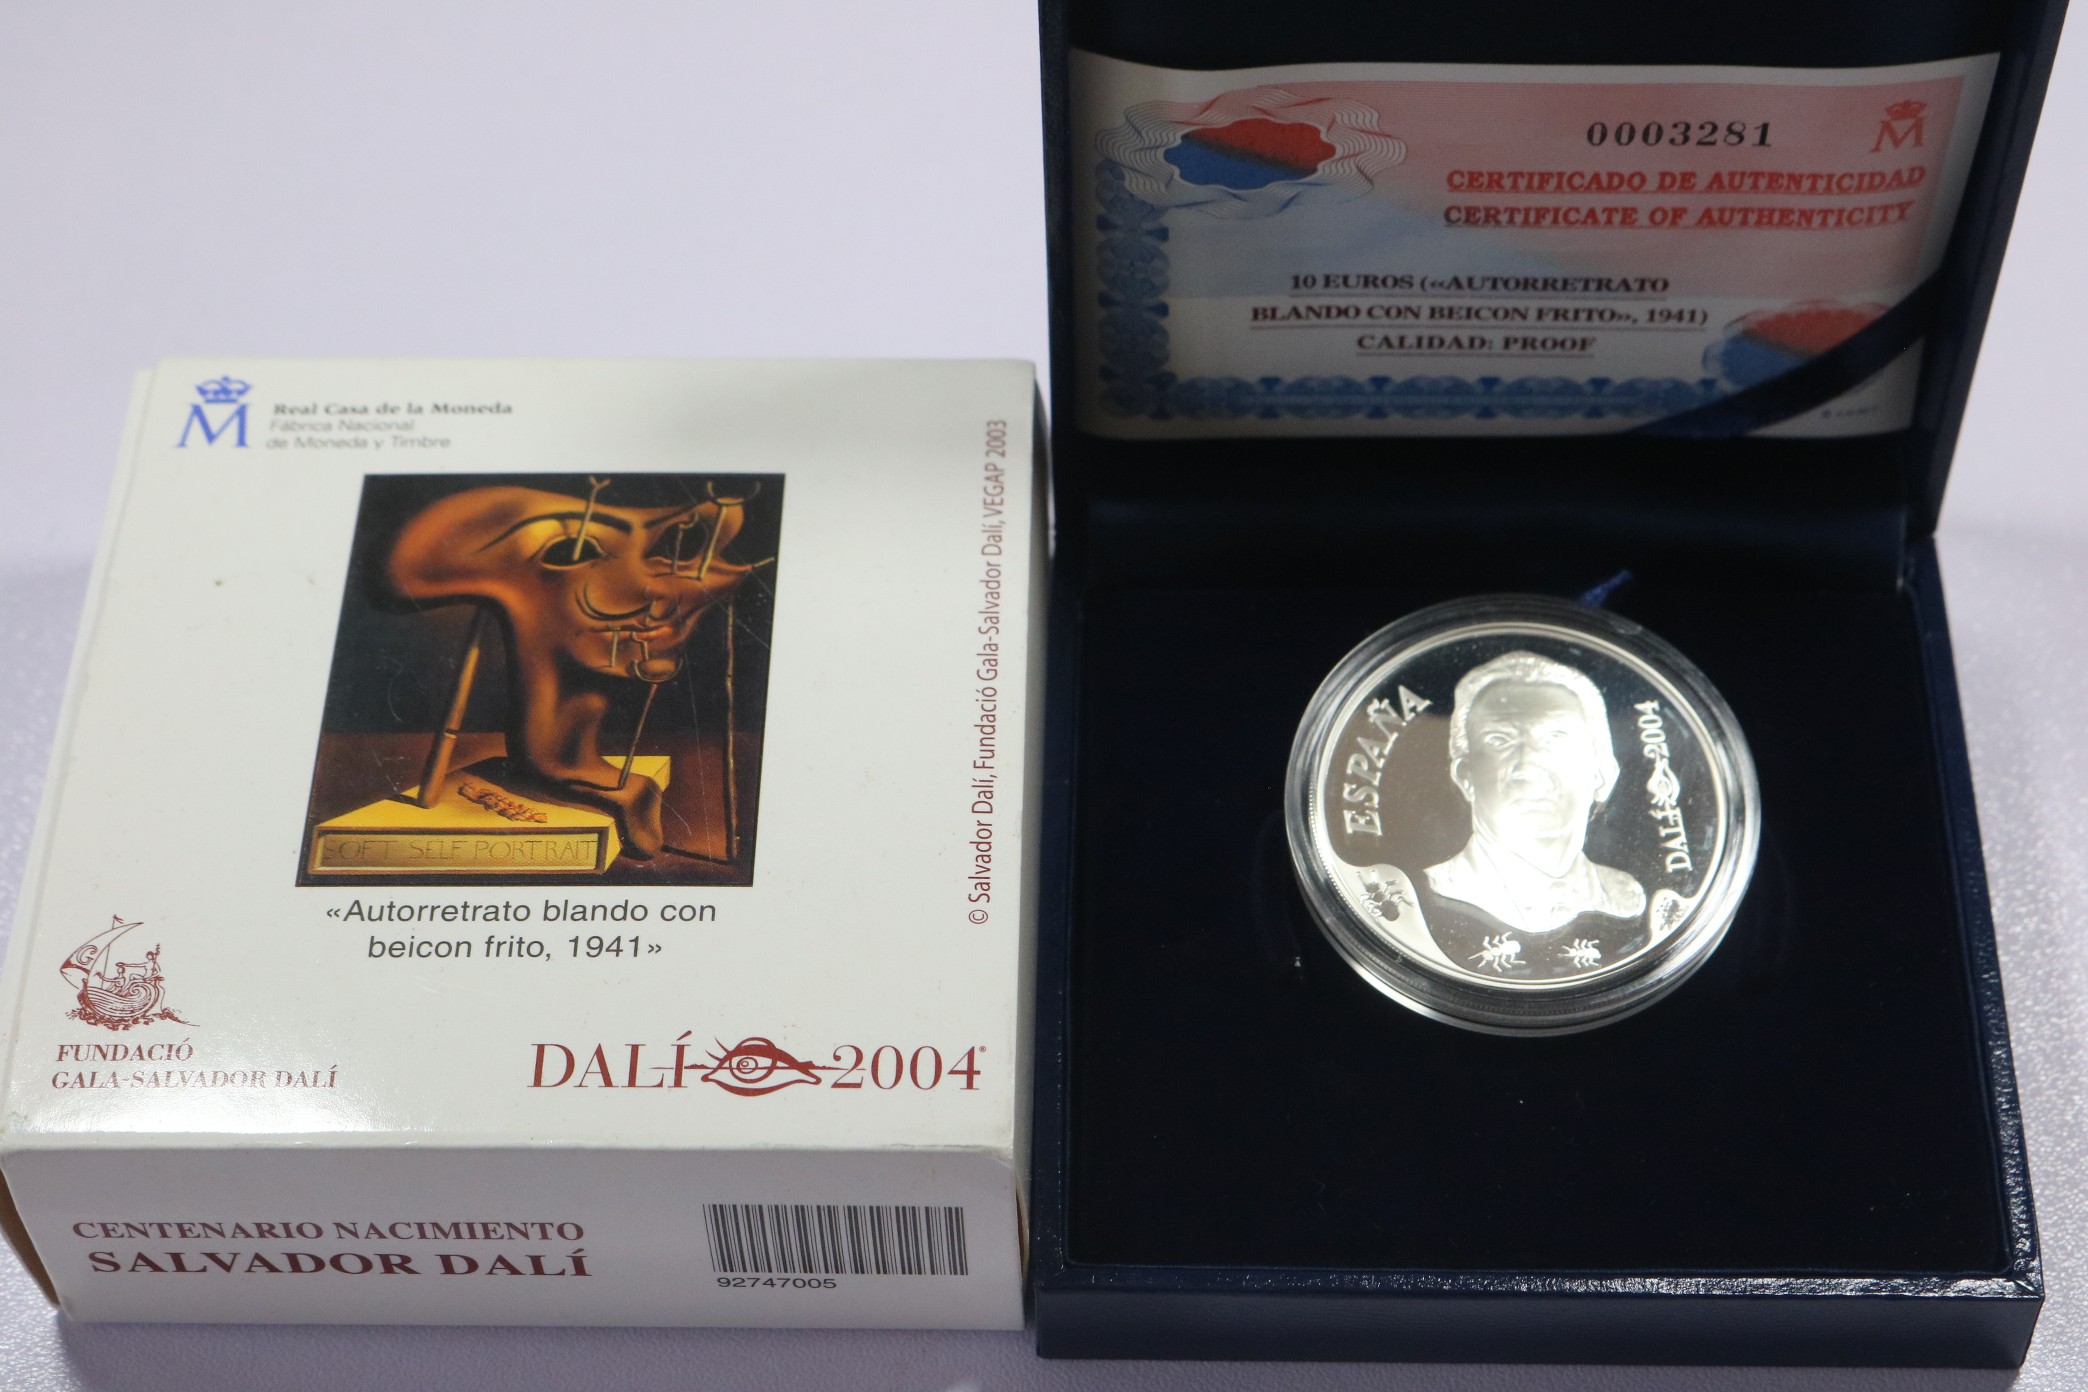 M
Real Casa de la Moneda
Fábrica Nacional
de Moneda y Timbre
© Salvador Dalí, Fundació Gala-Salvador Dalí, VEGAP 2003
SOFT SELF PORTRAIT
«Autorretrato blando con
beicon frito, 1941»
FUNDACIÓ
GALA-SALVADOR DALÍ
DALÍ 2004®
CENTENARIO NACIMIENTO
SALVADOR DALÍ
92747005
0003281
M
CERTIFICADO DE AUTENTICIDAD
CERTIFICATE OF AUTHENTICITY
10 EUROS («AUTORRETRATO
BLANDO CON BEICON FRITO», 1941)
CALIDAD: PROOF
ESPAÑA
DALÍ 2004